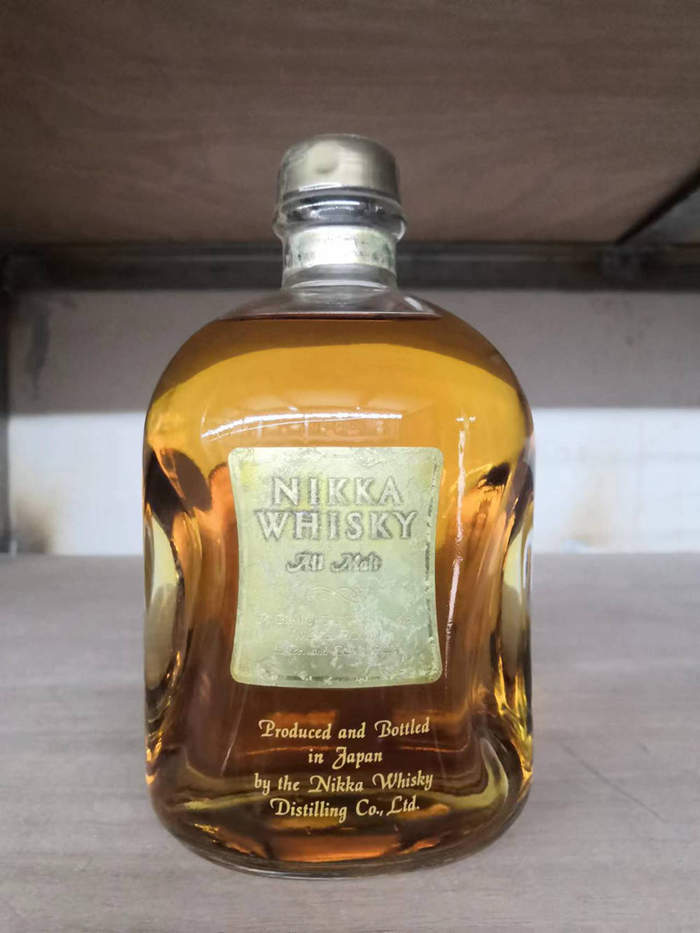 NIKKA
WHISKY
All Malt
Produced and Bottled
in Japan
by the Nikka Whisky
Distilling Co., Ltd.